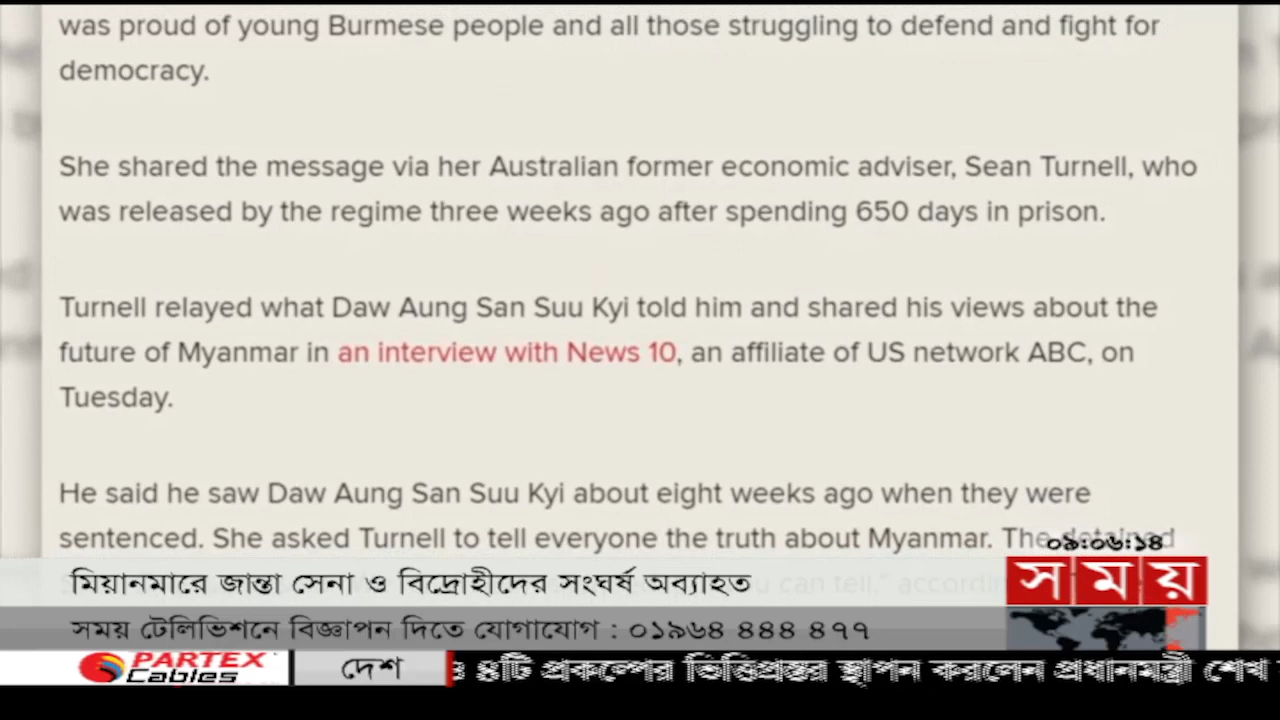 was proud of young Burmese people and all those struggling to defend and fight for
democracy.
She shared the message via her Australian former economic adviser, Sean Turnell, who
was released by the regime three weeks ago after spending 650 days in prison.
Turnell relayed what Daw Aung San Suu Kyi told him and shared his views about the
future of Myanmar in an interview with News 10, an affiliate of US network ABC, on
Tuesday.
He said he saw Daw Aung San Suu Kyi about eight weeks ago when they were
sentenced. She asked Turnell to tell everyone the truth about Myanmar. The detained
০৯:০৬:১৪
you can tell,” according
মিয়ানমারে জান্তা সেনা ও বিদ্রোহীদের সংঘর্ষ অব্যাহত
সময়
সময় টেলিভিশনে বিজ্ঞাপন দিতে যোগাযোগ : ০১৯৬৪ ৪৪৪ ৪৭৭
PARTEX
Cables
দেশ
৪টি প্রকল্পের ভিত্তিপ্রস্তর স্থাপন করলেন প্রধানমন্ত্রী শেখ